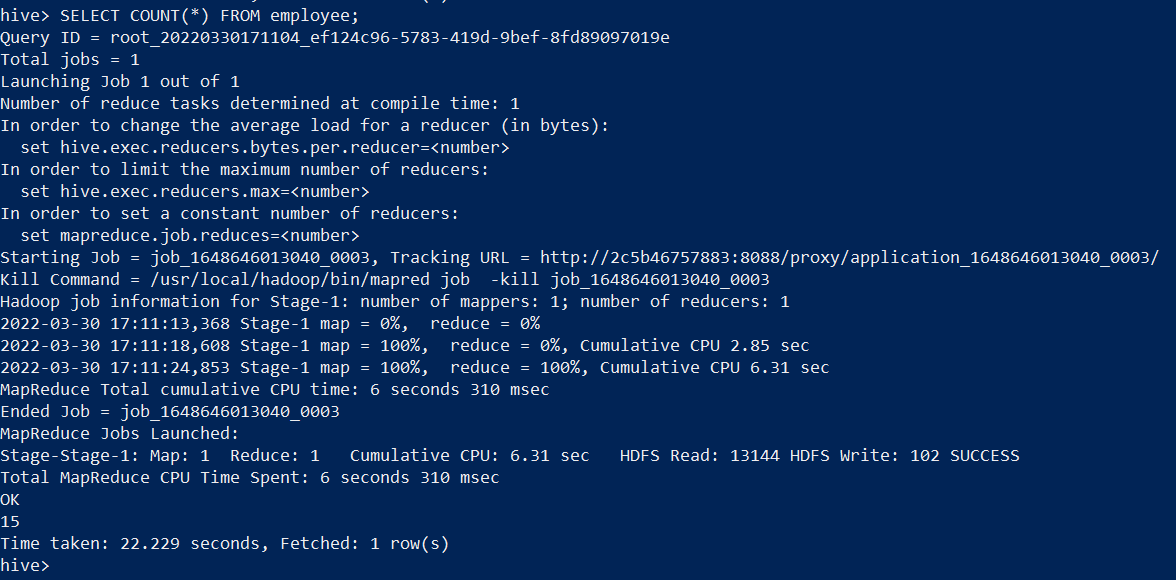 hive> SELECT COUNT(*) FROM employee;
Query ID = root_20220330171104_ef124c96-5783-419d-9bef-8fd89097019e
Total jobs = 1
Launching Job 1 out of 1
Number of reduce tasks determined at compile time: 1
In order to change the average load for a reducer (in bytes):
  set hive.exec.reducers.bytes.per.reducer=<number>
In order to limit the maximum number of reducers:
  set hive.exec.reducers.max=<number>
In order to set a constant number of reducers:
  set mapreduce.job.reduces=<number>
Starting Job = job_1648646013040_0003, Tracking URL = http://2c5b46757883:8088/proxy/application_1648646013040_0003/
Kill Command = /usr/local/hadoop/bin/mapred job  -kill job_1648646013040_0003
Hadoop job information for Stage-1: number of mappers: 1; number of reducers: 1
2022-03-30 17:11:13,368 Stage-1 map = 0%,  reduce = 0%
2022-03-30 17:11:18,608 Stage-1 map = 100%,  reduce = 0%, Cumulative CPU 2.85 sec
2022-03-30 17:11:24,853 Stage-1 map = 100%,  reduce = 100%, Cumulative CPU 6.31 sec
MapReduce Total cumulative CPU time: 6 seconds 310 msec
Ended Job = job_1648646013040_0003
MapReduce Jobs Launched:
Stage-Stage-1: Map: 1  Reduce: 1   Cumulative CPU: 6.31 sec   HDFS Read: 13144 HDFS Write: 102 SUCCESS
Total MapReduce CPU Time Spent: 6 seconds 310 msec
OK
15
Time taken: 22.229 seconds, Fetched: 1 row(s)
hive>